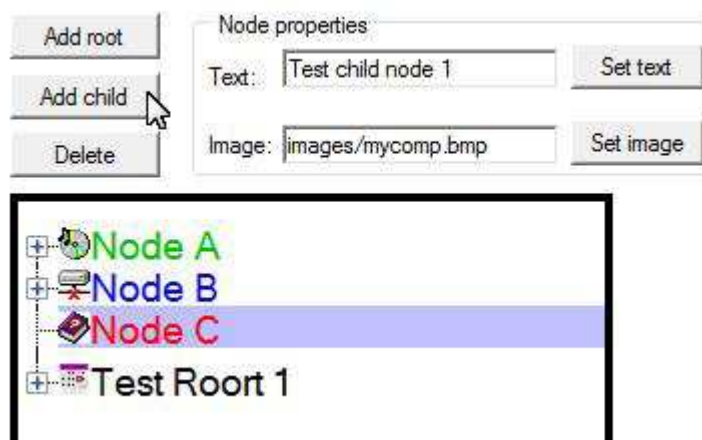 Add root
Add child
Delete
Node properties
Text: Test child node 1 Set text
Image: images/mycomp.bmp Set image
Node A
Node B
Node C
Test Roort 1